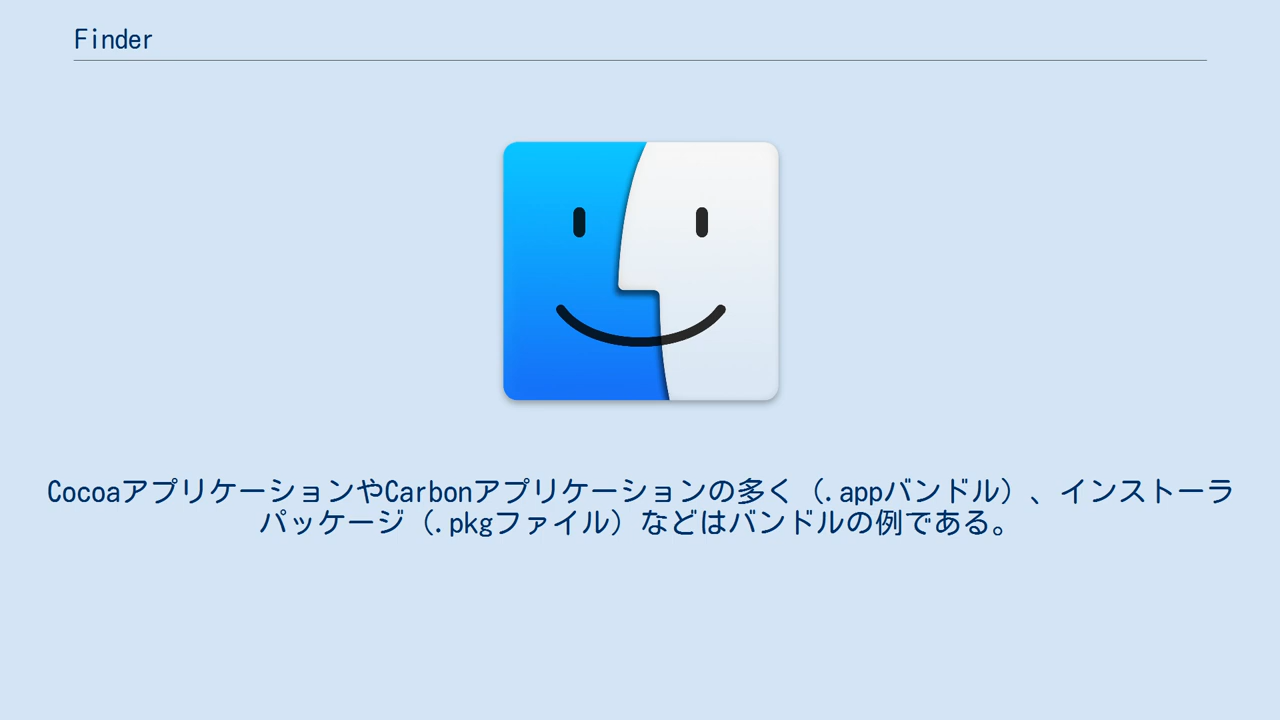 Finder
CocoaアプリケーションやCarbonアプリケーションの多く（.appバンドル）、インストーラ
パッケージ（.pkgファイル）などはバンドルの例である。